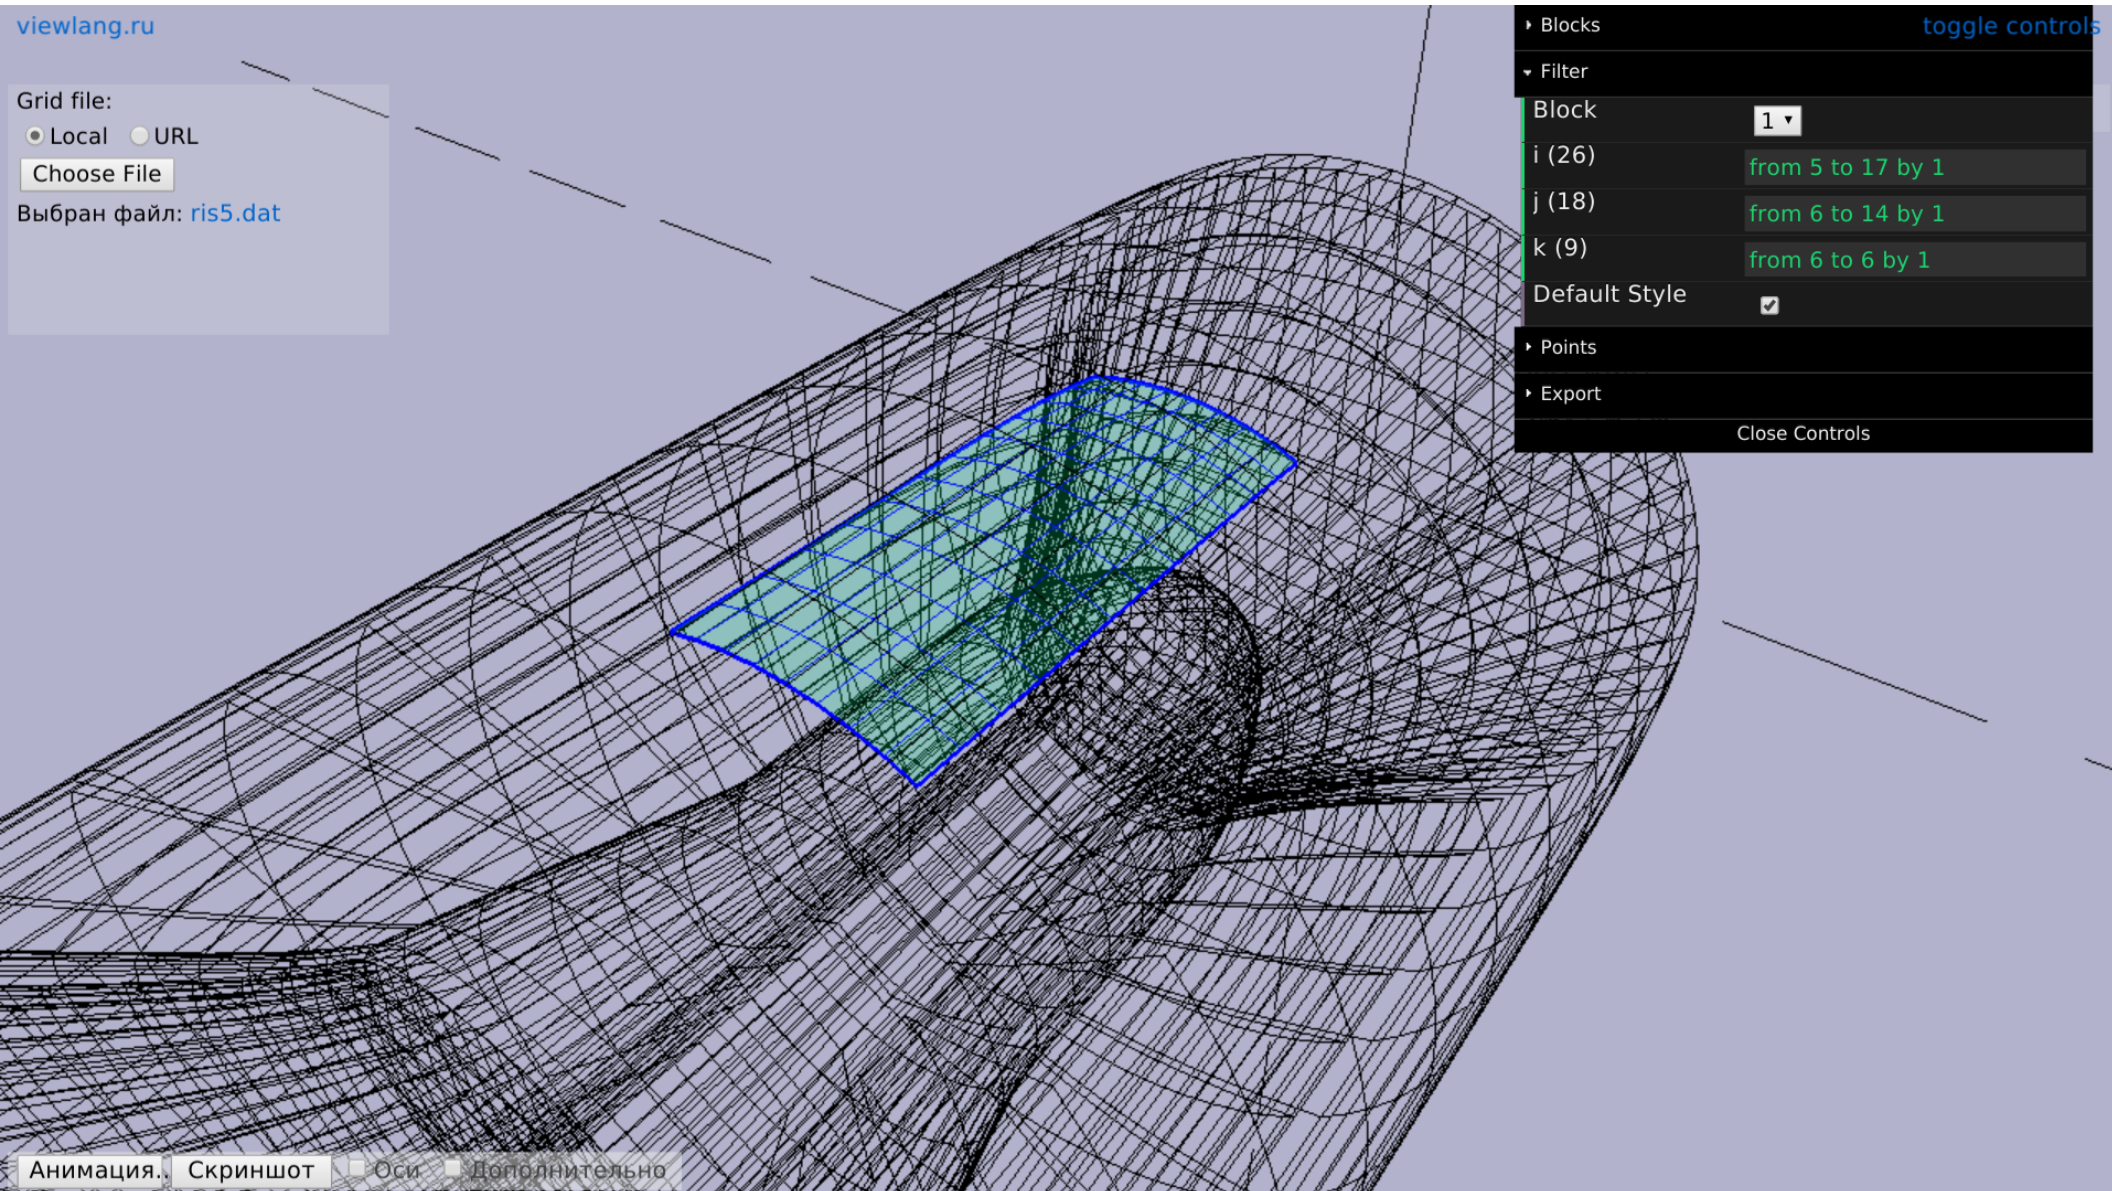 viewlang.ru
toggle controls
Grid file:
Local URL
Choose File
Выбран файл: ris5.dat
Blocks
Filter
Block 1
i (26) from 5 to 17 by 1
j (18) from 6 to 14 by 1
k (9) from 6 to 6 by 1
Default Style
Points
Export
Close Controls
Анимация.. Скриншот Оси Дополнительно